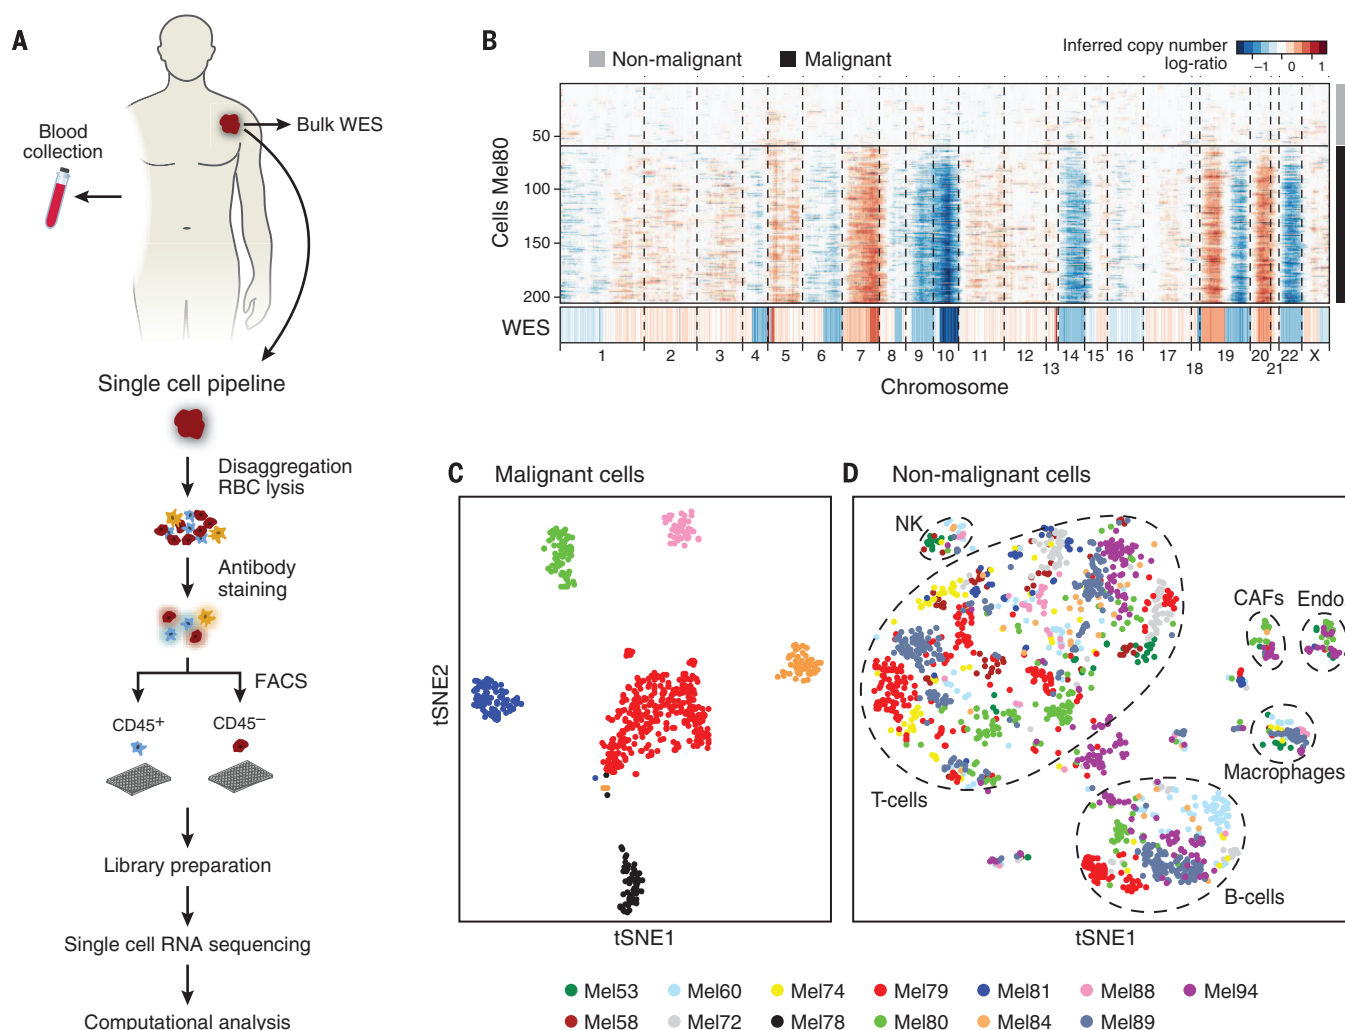 A
Blood
collection
Bulk WES
Single cell pipeline
Disaggregation
RBC lysis
Antibody
staining
FACS
CD45+
CD45–
Library preparation
Single cell RNA sequencing
Computational analysis
B
Non-malignant
Malignant
Inferred copy number
log-ratio
–1 0 1
Cells Mel80
50
100
150
200
WES
1 2 3 4 5 6 7 8 9 10 11 12 13 14 15 16 17 18 19 20 21 22 X
Chromosome
C Malignant cells
tSNE2
tSNE1
D Non-malignant cells
NK
T-cells
CAFs
Endo.
Macrophages
B-cells
tSNE1
Mel53 Mel60 Mel74 Mel79 Mel81 Mel88 Mel94
Mel58 Mel72 Mel78 Mel80 Mel84 Mel89